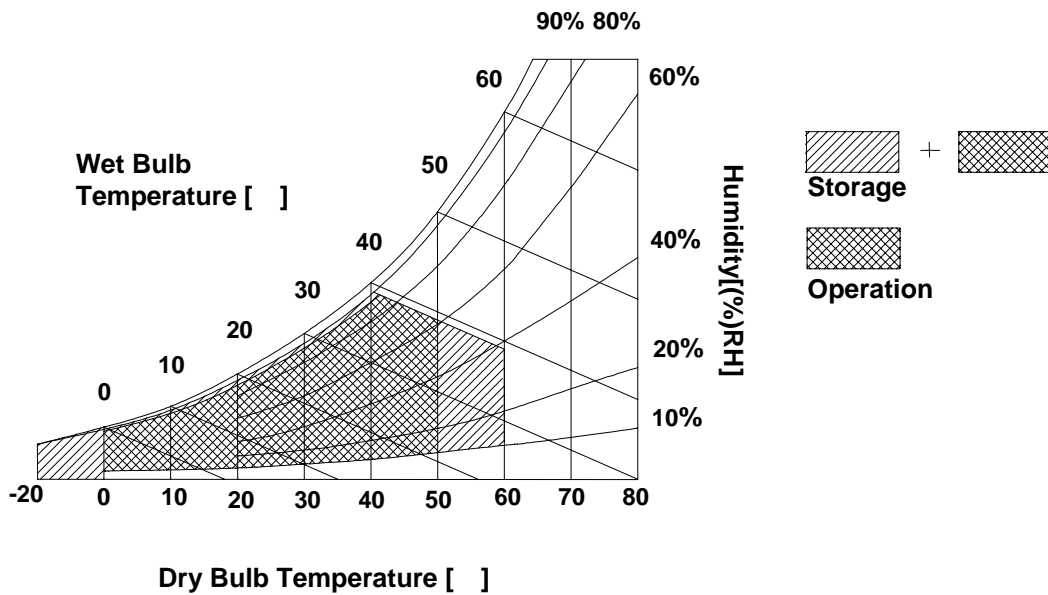 90% 80%
60
60%
50
Wet Bulb
Temperature [ ]
+
Storage
40
40%
30
Operation
20
20%
10
10%
0
Humidity[(%)RH]
-20 0 10 20 30 40 50 60 70 80
Dry Bulb Temperature [ ]